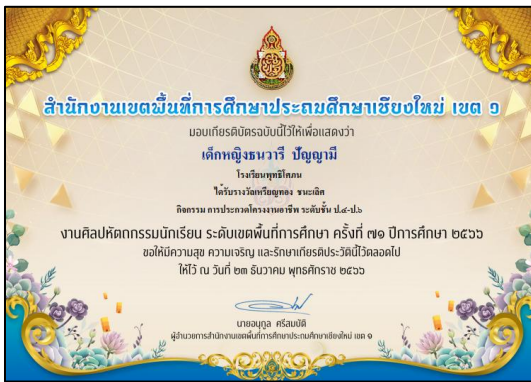 สำนักงานเขตพื้นที่การศึกษาประถมศึกษาเชียงใหม่ เขต ๑
มอบเกียรติบัตรฉบับนี้ไว้ให้เพื่อแสดงว่า
เด็กหญิงธนวารี ปัญญามี
โรงเรียนพุทธิโศภน
ได้รับรางวัลเหรียญทอง ชนะเลิศ
กิจกรรม การประกวดโครงงานอาชีพ ระดับชั้น ป.๔-ป.๖
งานศิลปหัตถกรรมนักเรียน ระดับเขตพื้นที่การศึกษา ครั้งที่ ๗๑ ปีการศึกษา ๒๕๖๖
ขอให้มีความสุข ความเจริญ และรักษาเกียรติประวัตินี้ไว้ตลอดไป
ให้ไว้ ณ วันที่ ๒๓ ธันวาคม พุทธศักราช ๒๕๖๖
นายอนุกูล ศรีสมบัติ
ผู้อำนวยการสำนักงานเขตพื้นที่การศึกษาประถมศึกษาเชียงใหม่ เขต ๑